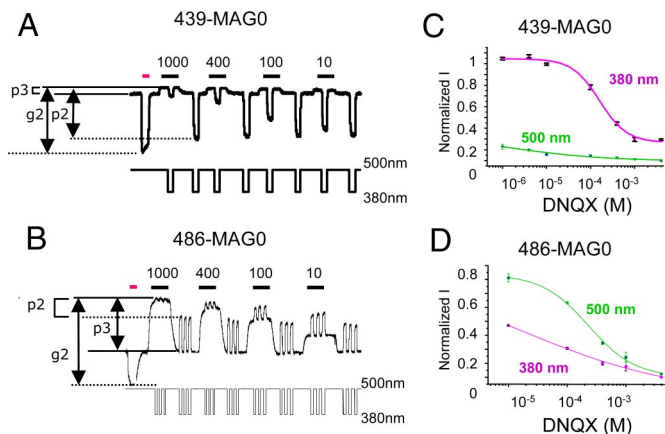 A
439-MAG0
1000 400 100 10
p3
g2
p2
500nm
380nm
B
486-MAG0
1000 400 100 10
p2
p3
g2
500nm
380nm
C
439-MAG0
Normalized I
1
0.8
0.6
0.4
0.2
0
380 nm
500 nm
10-6 10-5 10-4 10-3
DNQX (M)
D
486-MAG0
Normalized I
0.8
0.6
0.4
0.2
0
500 nm
380 nm
10-5 10-4 10-3
DNQX (M)